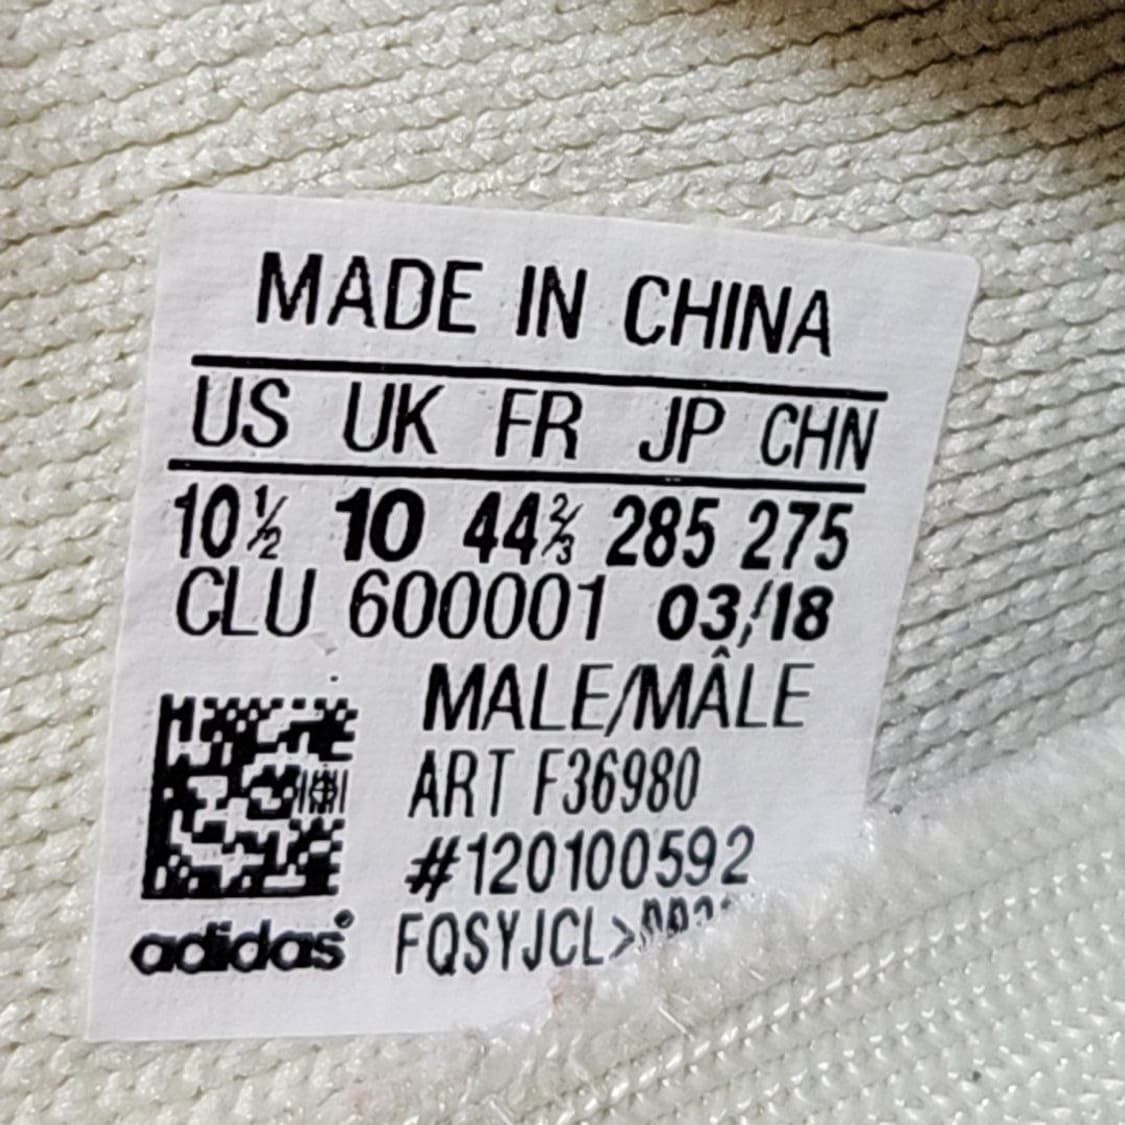 MADE IN CHINA
US UK FR JP CHN
10½ 10 44⅔ 285 275
CLU 600001 03/18
MALE/MÂLE
ART F36980
#120100592
adidas® FQSYJCL>